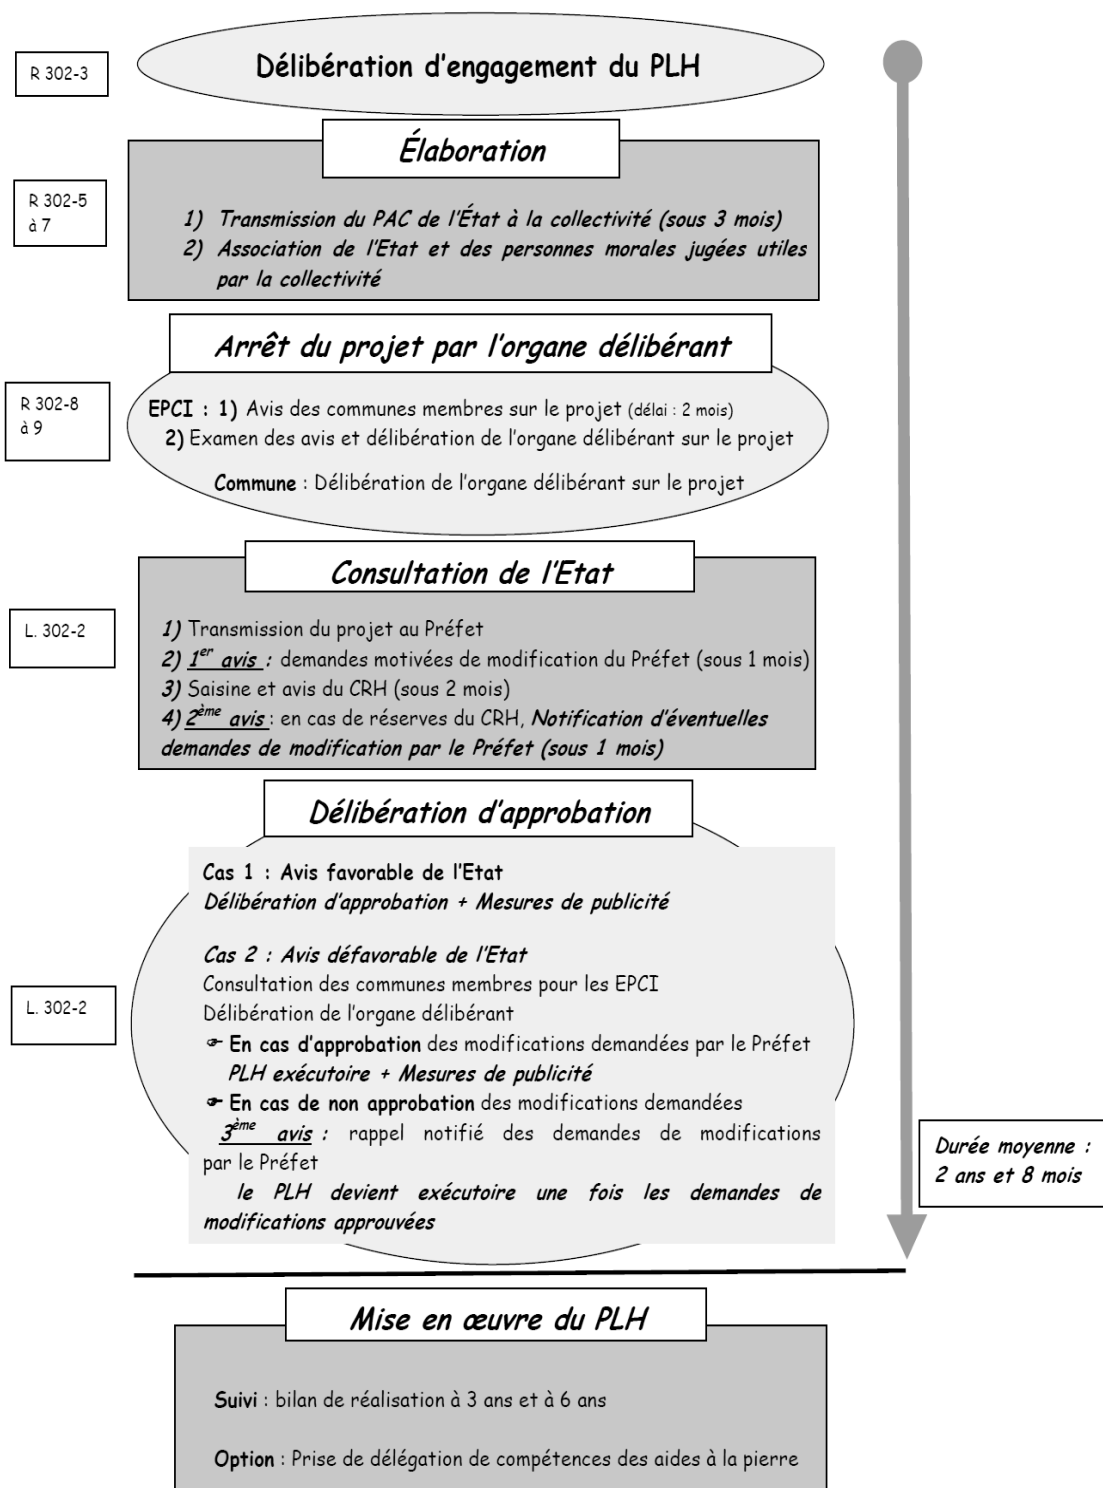 R 302-3
Délibération d'engagement du PLH
Élaboration
R 302-5
à 7
1) Transmission du PAC de l'État à la collectivité (sous 3 mois)
2) Association de l'Etat et des personnes morales jugées utiles
par la collectivité
Arrêt du projet par l'organe délibérant
R 302-8
à 9
EPCI : 1) Avis des communes membres sur le projet (délai : 2 mois)
2) Examen des avis et délibération de l'organe délibérant sur le projet
Commune : Délibération de l'organe délibérant sur le projet
Consultation de l'Etat
L. 302-2
1) Transmission du projet au Préfet
2) 1er avis : demandes motivées de modification du Préfet (sous 1 mois)
3) Saisine et avis du CRH (sous 2 mois)
4) 2ème avis : en cas de réserves du CRH, Notification d'éventuelles
demandes de modification par le Préfet (sous 1 mois)
Délibération d'approbation
Cas 1 : Avis favorable de l'Etat
Délibération d'approbation + Mesures de publicité
Cas 2 : Avis défavorable de l'Etat
Consultation des communes membres pour les EPCI
L. 302-2
Délibération de l'organe délibérant
☞ En cas d'approbation des modifications demandées par le Préfet
PLH exécutoire + Mesures de publicité
☞ En cas de non approbation des modifications demandées
3ème avis : rappel notifié des demandes de modifications
par le Préfet
le PLH devient exécutoire une fois les demandes de
modifications approuvées
Durée moyenne :
2 ans et 8 mois
Mise en œuvre du PLH
Suivi : bilan de réalisation à 3 ans et à 6 ans
Option : Prise de délégation de compétences des aides à la pierre